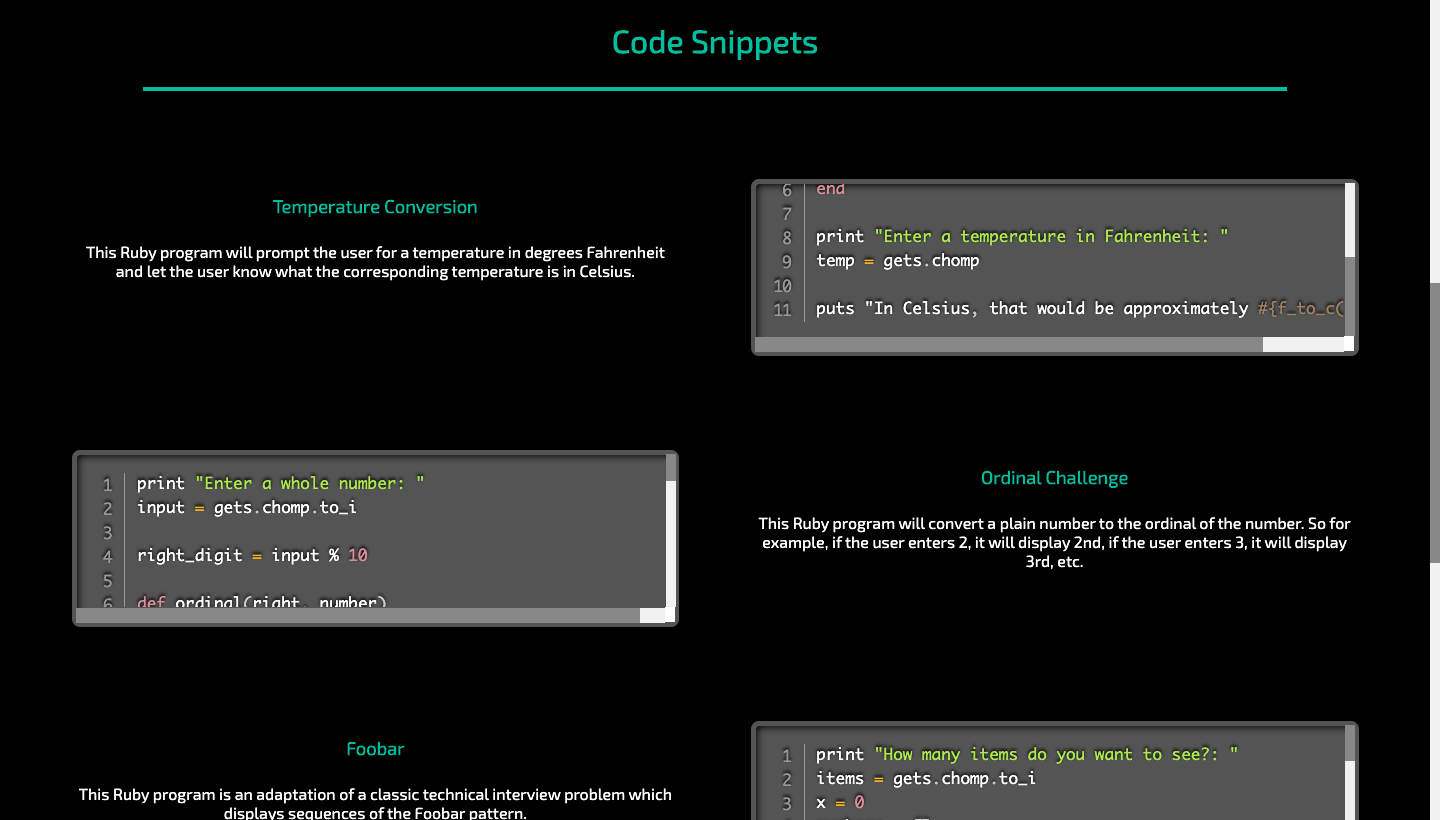 Code Snippets
Temperature Conversion
This Ruby program will prompt the user for a temperature in degrees Fahrenheit
and let the user know what the corresponding temperature is in Celsius.
6 end
7
8 print "Enter a temperature in Fahrenheit: "
9 temp = gets.chomp
10
11 puts "In Celsius, that would be approximately #{f_to_c(
1 print "Enter a whole number: "
2 input = gets.chomp.to_i
3
4 right_digit = input % 10
5
6 def ordinal(right, number)
Ordinal Challenge
This Ruby program will convert a plain number to the ordinal of the number. So for
example, if the user enters 2, it will display 2nd, if the user enters 3, it will display
3rd, etc.
Foobar
This Ruby program is an adaptation of a classic technical interview problem which
displays sequences of the Foobar pattern.
1 print "How many items do you want to see?: "
2 items = gets.chomp.to_i
3 x = 0